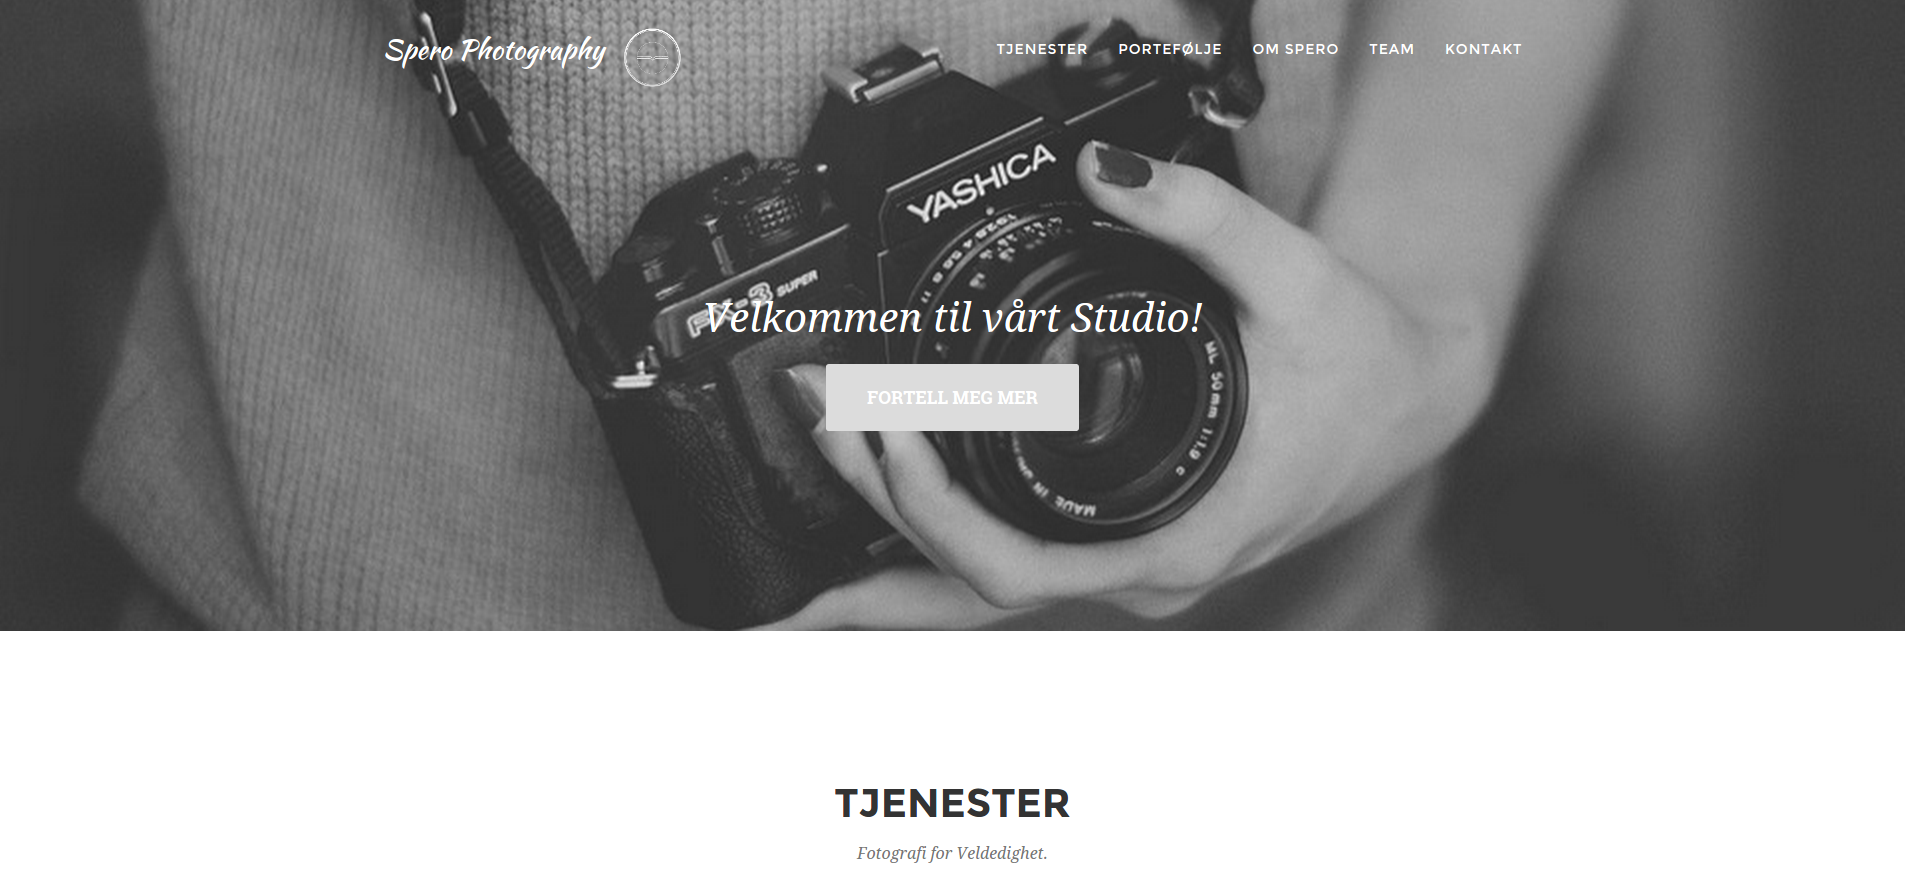 Spero Photography
TJENESTER PORTEFØLJE OM SPERO TEAM KONTAKT
YASHICA
FX-3 SUPER
Velkommen til vårt Studio!
ML 50mm 1:1.9 c
FORTELL MEG MER
MADE IN
TJENESTER
Fotografi for Veldedighet.